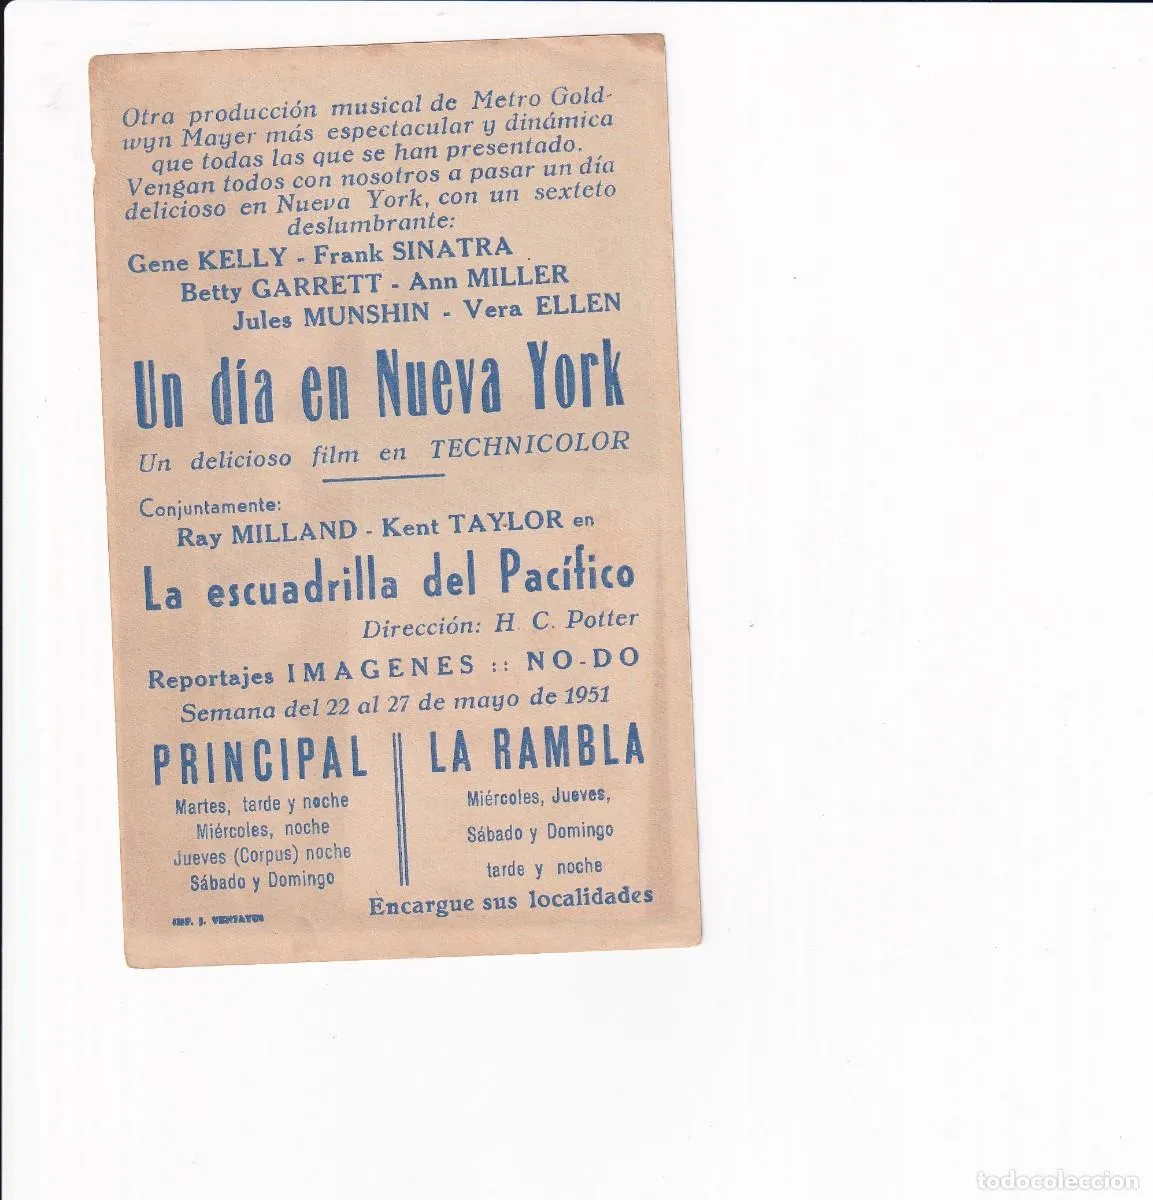 Otra producción musical de Metro Gold-
wyn Mayer más espectacular y dinámica
que todas las que se han presentado.
Vengan todos con nosotros a pasar un día
delicioso en Nueva York, con un sexteto
deslumbrante:
Gene KELLY - Frank SINATRA
Betty GARRETT - Ann MILLER
Jules MUNSHIN - Vera ELLEN
Un día en Nueva York
Un delicioso film en TECHNICOLOR
Conjuntamente:
Ray MILLAND - Kent TAYLOR en
La escuadrilla del Pacífico
Dirección: H. C. Potter
Reportajes IMAGENES :: NO-DO
Semana del 22 al 27 de mayo de 1951
PRINCIPAL
Martes, tarde y noche
Miércoles, noche
Jueves (Corpus) noche
Sábado y Domingo
LA RAMBLA
Miércoles, Jueves,
Sábado y Domingo
tarde y noche
Encargue sus localidades
IMP. J. VENTAYOS
todocoleccion